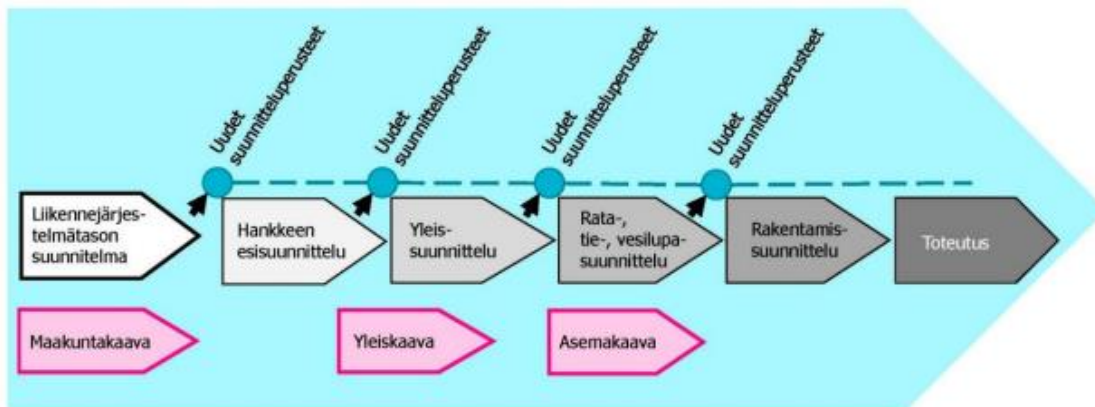 Uudet
suunnitteluperusteet
Uudet
suunnitteluperusteet
Uudet
suunnitteluperusteet
Uudet
suunnitteluperusteet
Liikennejärjes-
telmätason
suunnitelma
Hankkeen
esisuunnittelu
Yleis-
suunnittelu
Rata-,
tie-, vesilupa-
suunnittelu
Rakentamis-
suunnittelu
Toteutus
Maakuntakaava
Yleiskaava
Asemakaava